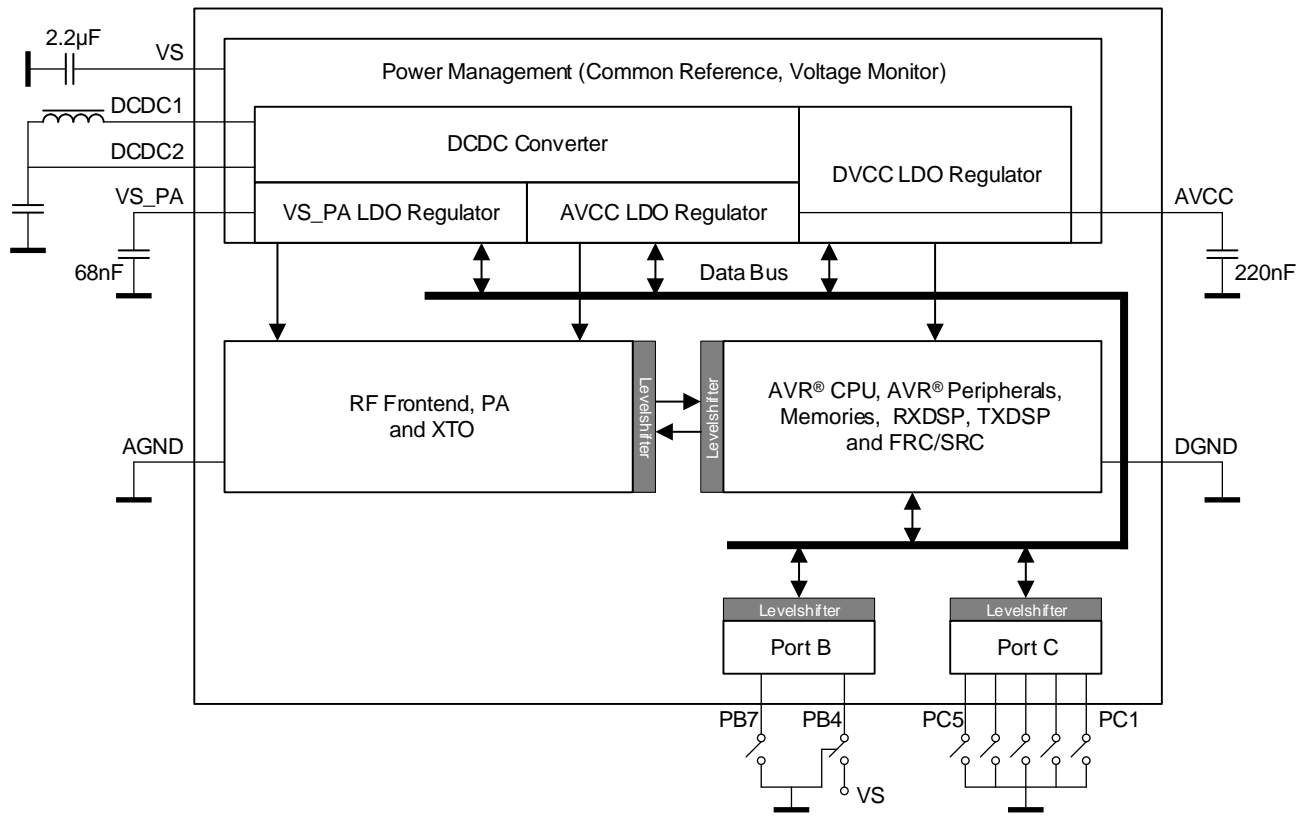 2.2µF
VS
Power Management (Common Reference, Voltage Monitor)
DCDC1
DCDC Converter
DCDC2
DVCC LDO Regulator
VS_PA
VS_PA LDO Regulator
AVCC LDO Regulator
AVCC
68nF
Data Bus
220nF
RF Frontend, PA
and XTO
Levelshifter
Levelshifter
AVR® CPU, AVR® Peripherals,
Memories, RXDSP, TXDSP
and FRC/SRC
AGND
DGND
Levelshifter
Levelshifter
Port B
Port C
PB7
PB4
PC5
PC1
VS